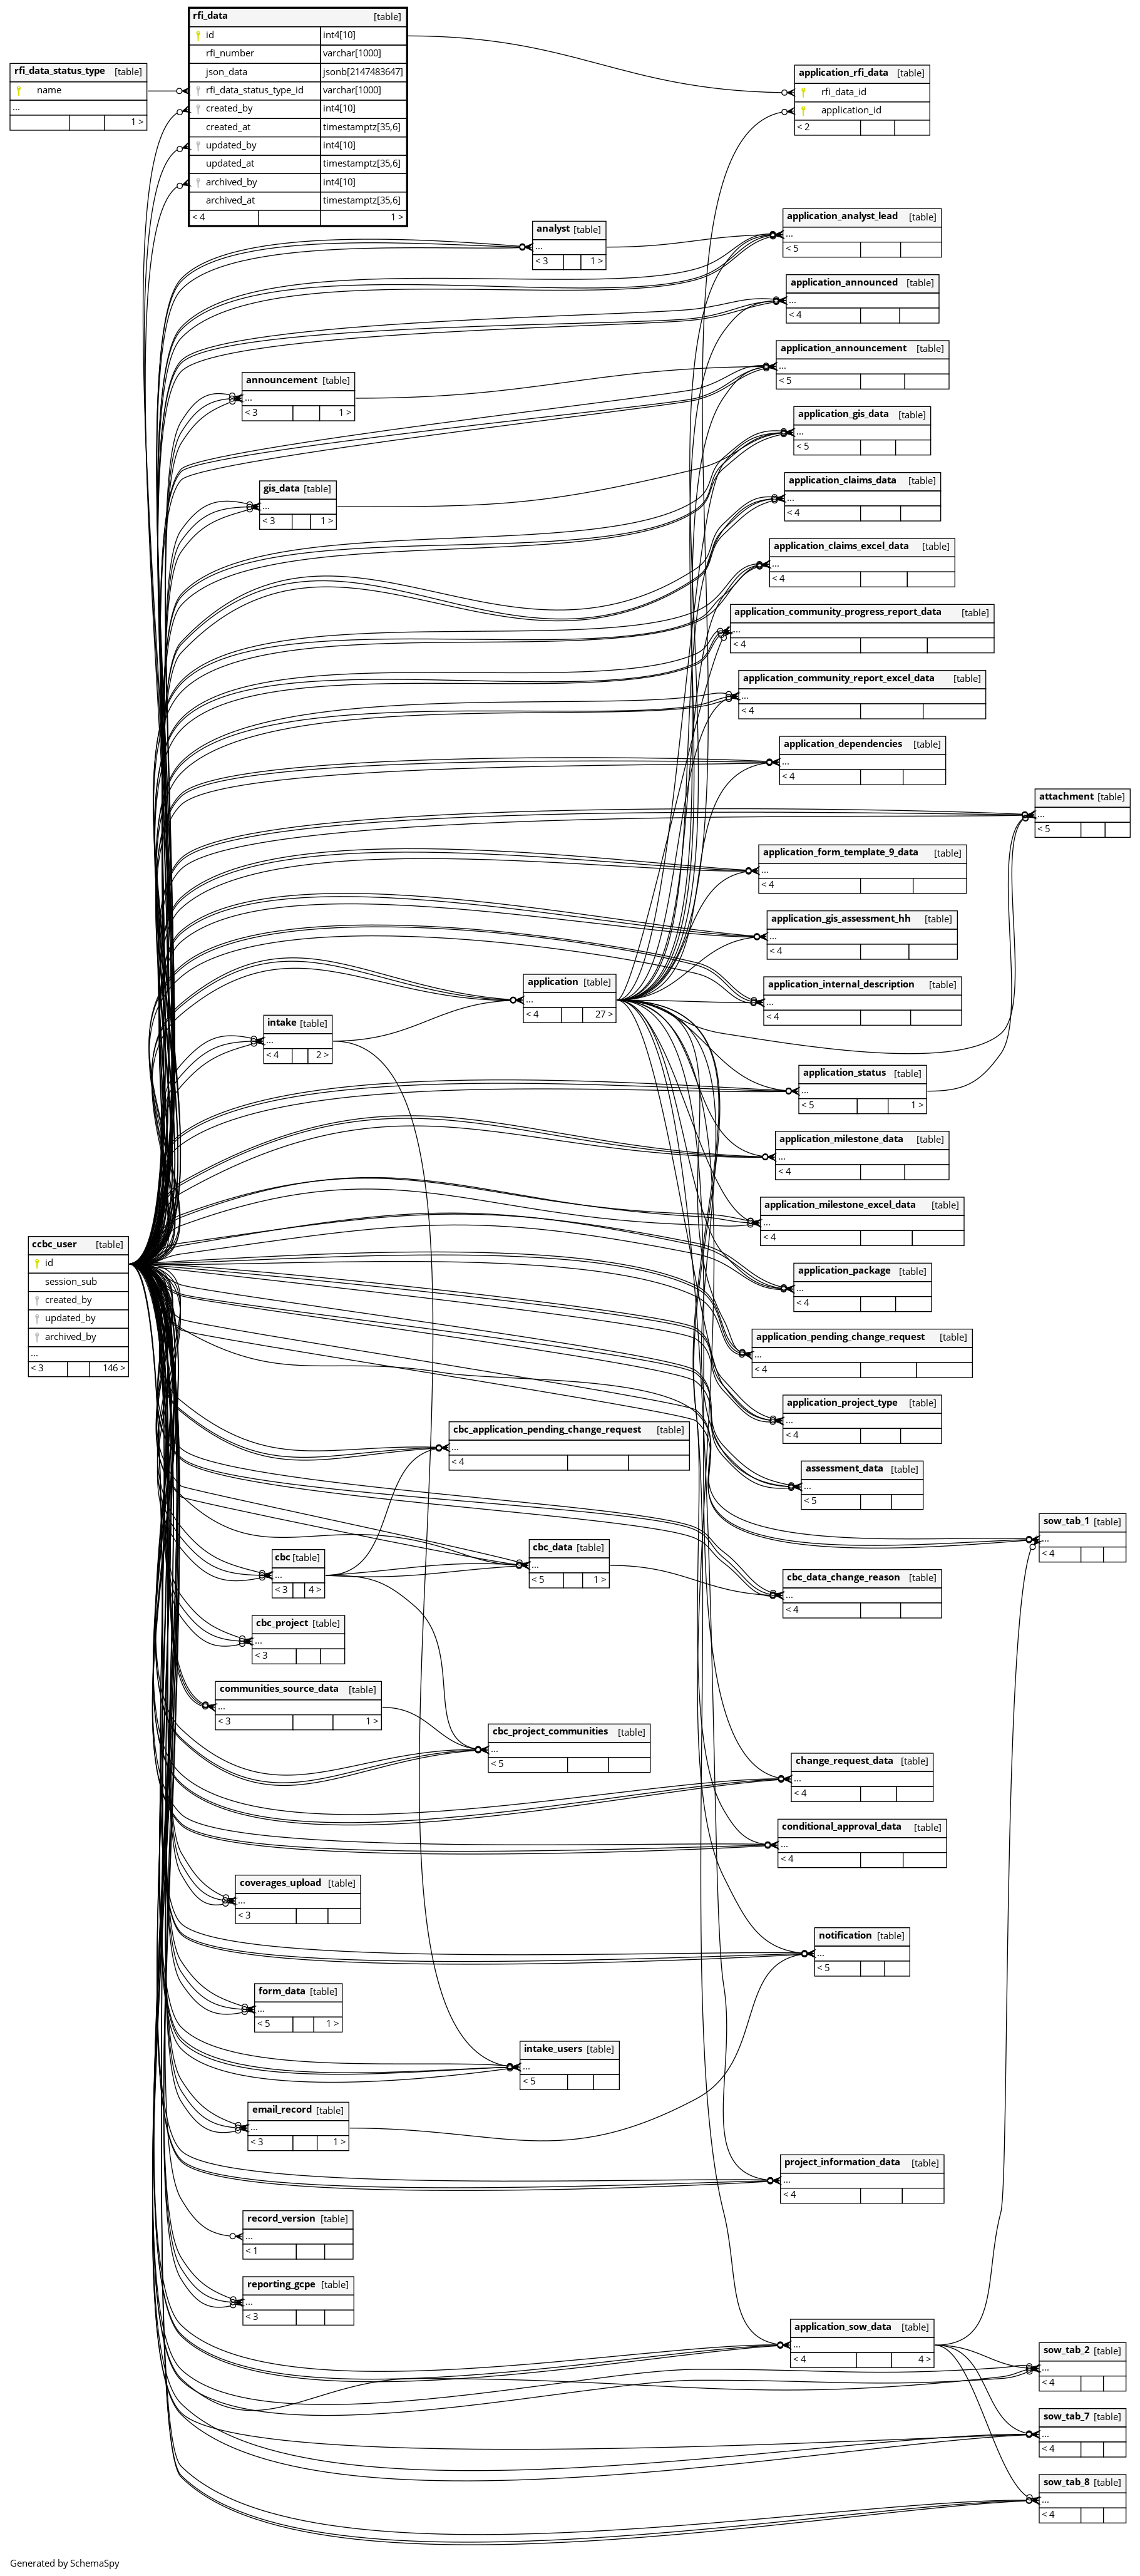 rfi_data [table]
id int4[10]
rfi_number varchar[1000]
json_data jsonb[2147483647]
rfi_data_status_type_id varchar[1000]
created_by int4[10]
created_at timestamptz[35,6]
updated_by int4[10]
updated_at timestamptz[35,6]
archived_by int4[10]
archived_at timestamptz[35,6]
< 4 1 >
rfi_data_status_type [table]
name
...
1 >
application_rfi_data [table]
rfi_data_id
application_id
< 2
application_analyst_lead [table]
...
< 5
analyst [table]
...
< 3 1 >
application_announced [table]
...
< 4
application_announcement [table]
...
< 5
announcement [table]
...
< 3 1 >
application_gis_data [table]
...
< 5
gis_data [table]
...
< 3 1 >
application_claims_data [table]
...
< 4
application_claims_excel_data [table]
...
< 4
application_community_progress_report_data [table]
...
< 4
application_community_report_excel_data [table]
...
< 4
application_dependencies [table]
...
< 4
attachment [table]
...
< 5
application_form_template_9_data [table]
...
< 4
application_gis_assessment_hh [table]
...
< 4
application_internal_description [table]
...
< 4
application [table]
...
< 4 27 >
intake [table]
...
< 4 2 >
application_status [table]
...
< 5 1 >
application_milestone_data [table]
...
< 4
application_milestone_excel_data [table]
...
< 4
ccbc_user [table]
id
session_sub
created_by
updated_by
archived_by
...
< 3 146 >
application_package [table]
...
< 4
application_pending_change_request [table]
...
< 4
application_project_type [table]
...
< 4
cbc_application_pending_change_request [table]
...
< 4
assessment_data [table]
...
< 5
sow_tab_1 [table]
...
< 4
cbc [table]
...
< 3 4 >
cbc_data [table]
...
< 5 1 >
cbc_data_change_reason [table]
...
< 4
cbc_project [table]
...
< 3
communities_source_data [table]
...
< 3 1 >
cbc_project_communities [table]
...
< 5
change_request_data [table]
...
< 4
conditional_approval_data [table]
...
< 4
coverages_upload [table]
...
< 3
notification [table]
...
< 5
form_data [table]
...
< 5 1 >
intake_users [table]
...
< 5
email_record [table]
...
< 3 1 >
project_information_data [table]
...
< 4
record_version [table]
...
< 1
reporting_gcpe [table]
...
< 3
application_sow_data [table]
...
< 4 4 >
sow_tab_2 [table]
...
< 4
sow_tab_7 [table]
...
< 4
sow_tab_8 [table]
...
< 4
Generated by SchemaSpy